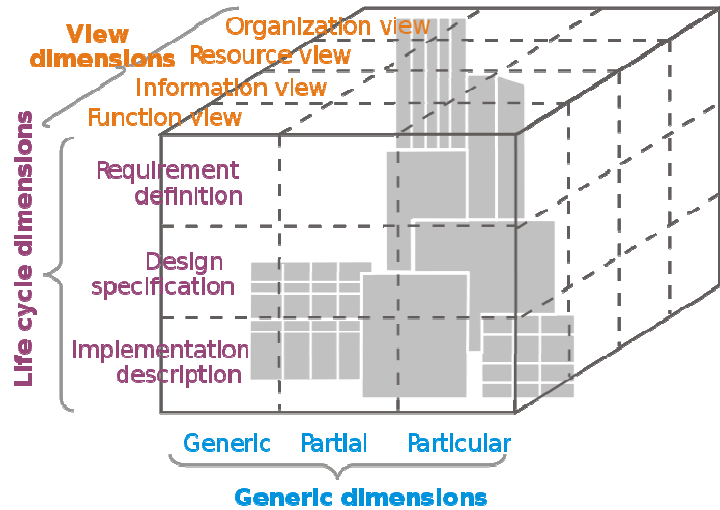 Organization view
View
dimensions
Resource view
Information view
Function view
Life cycle dimensions
Requirement
definition
Design
specification
Implementation
description
Generic
Partial
Particular
Generic dimensions